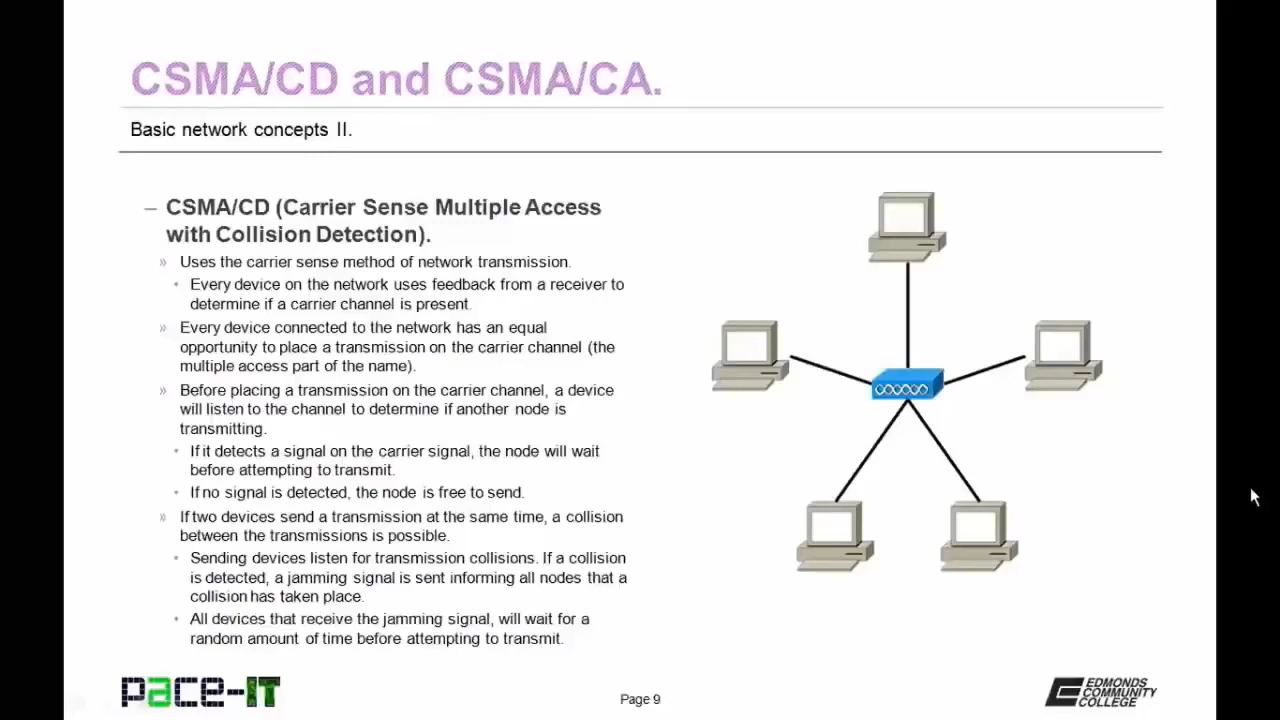 CSMA/CD and CSMA/CA.
Basic network concepts II.
– CSMA/CD (Carrier Sense Multiple Access
with Collision Detection).
» Uses the carrier sense method of network transmission.
• Every device on the network uses feedback from a receiver to
determine if a carrier channel is present.
» Every device connected to the network has an equal
opportunity to place a transmission on the carrier channel (the
multiple access part of the name).
» Before placing a transmission on the carrier channel, a device
will listen to the channel to determine if another node is
transmitting.
• If it detects a signal on the carrier signal, the node will wait
before attempting to transmit.
• If no signal is detected, the node is free to send.
» If two devices send a transmission at the same time, a collision
between the transmissions is possible.
• Sending devices listen for transmission collisions. If a collision
is detected, a jamming signal is sent informing all nodes that a
collision has taken place.
• All devices that receive the jamming signal, will wait for a
random amount of time before attempting to transmit.
pace-IT
Page 9
EDMONDS
COMMUNITY
COLLEGE